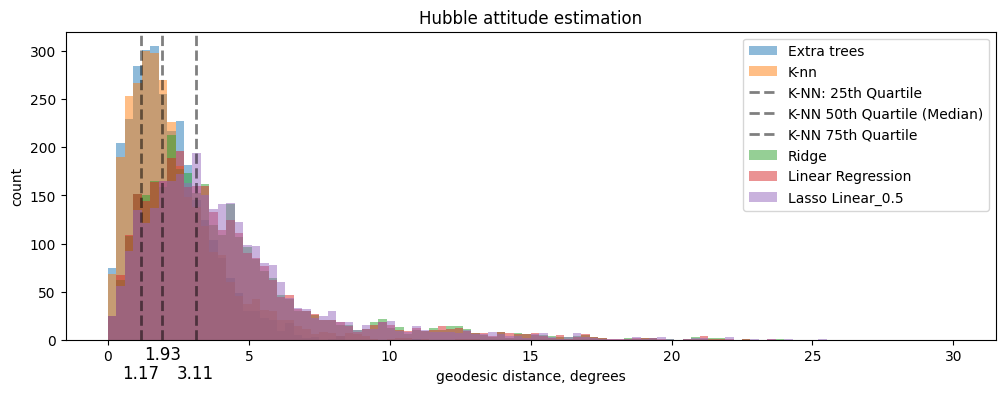 Hubble attitude estimation
count
300
250
200
150
100
50
0
Extra trees
K-nn
K-NN: 25th Quartile
K-NN 50th Quartile (Median)
K-NN 75th Quartile
Ridge
Linear Regression
Lasso Linear_0.5
0 5 10 15 20 25 30
1.93
1.17 3.11
geodesic distance, degrees